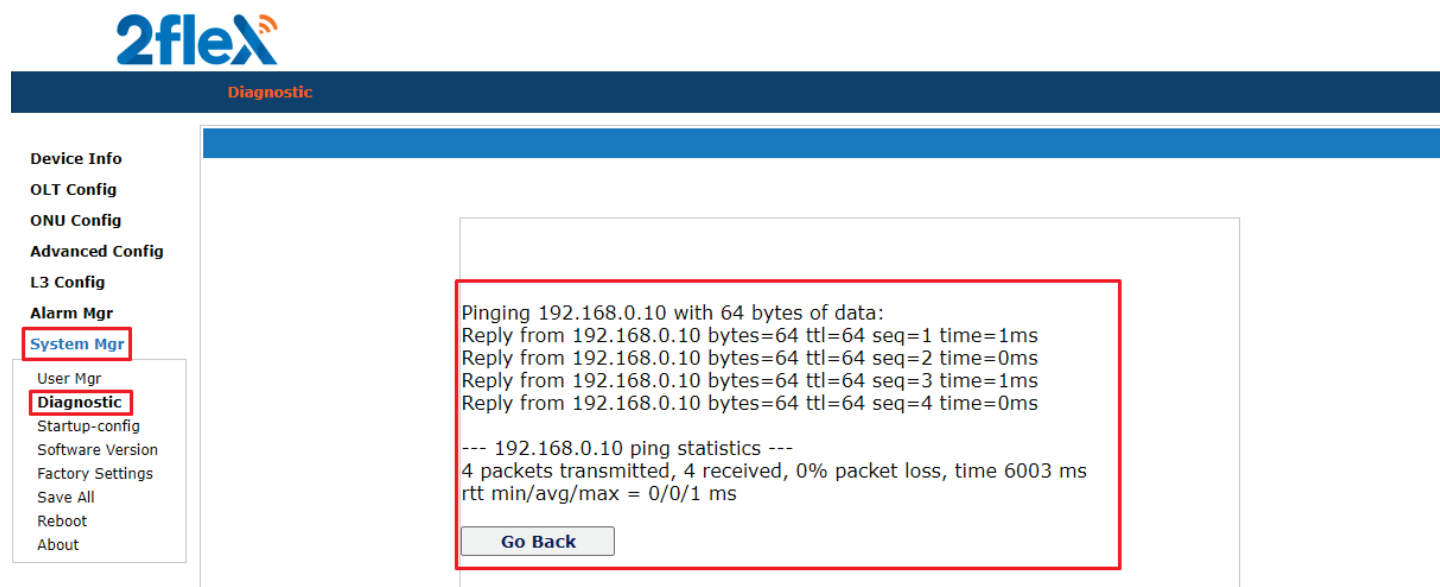 2flex
Diagnostic
Device Info
OLT Config
ONU Config
Advanced Config
L3 Config
Alarm Mgr
System Mgr
User Mgr
Diagnostic
Startup-config
Software Version
Factory Settings
Save All
Reboot
About
Pinging 192.168.0.10 with 64 bytes of data:
Reply from 192.168.0.10 bytes=64 ttl=64 seq=1 time=1ms
Reply from 192.168.0.10 bytes=64 ttl=64 seq=2 time=0ms
Reply from 192.168.0.10 bytes=64 ttl=64 seq=3 time=1ms
Reply from 192.168.0.10 bytes=64 ttl=64 seq=4 time=0ms
--- 192.168.0.10 ping statistics ---
4 packets transmitted, 4 received, 0% packet loss, time 6003 ms
rtt min/avg/max = 0/0/1 ms
Go Back